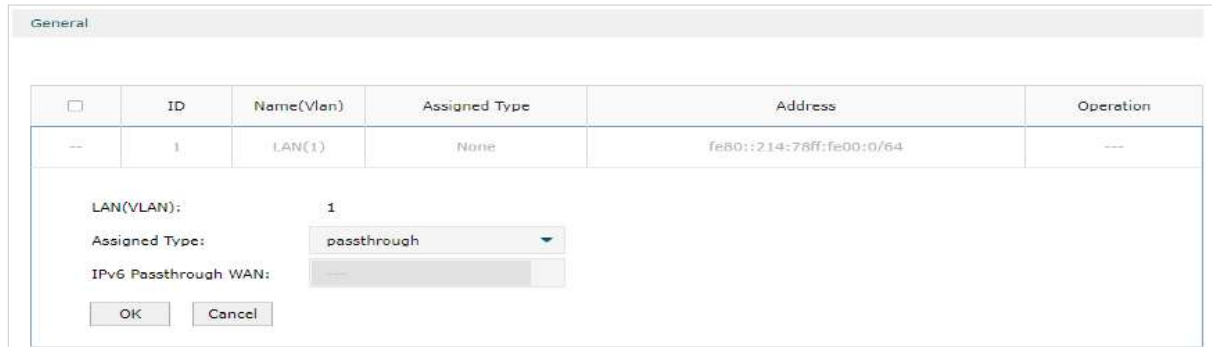 General
ID Name(Vlan) Assigned Type Address Operation
-- 1 LAN(1) None fe80::214:78ff:fe00:0/64 ---
LAN(VLAN): 1
Assigned Type: passthrough
IPv6 Passthrough WAN: ---
OK Cancel